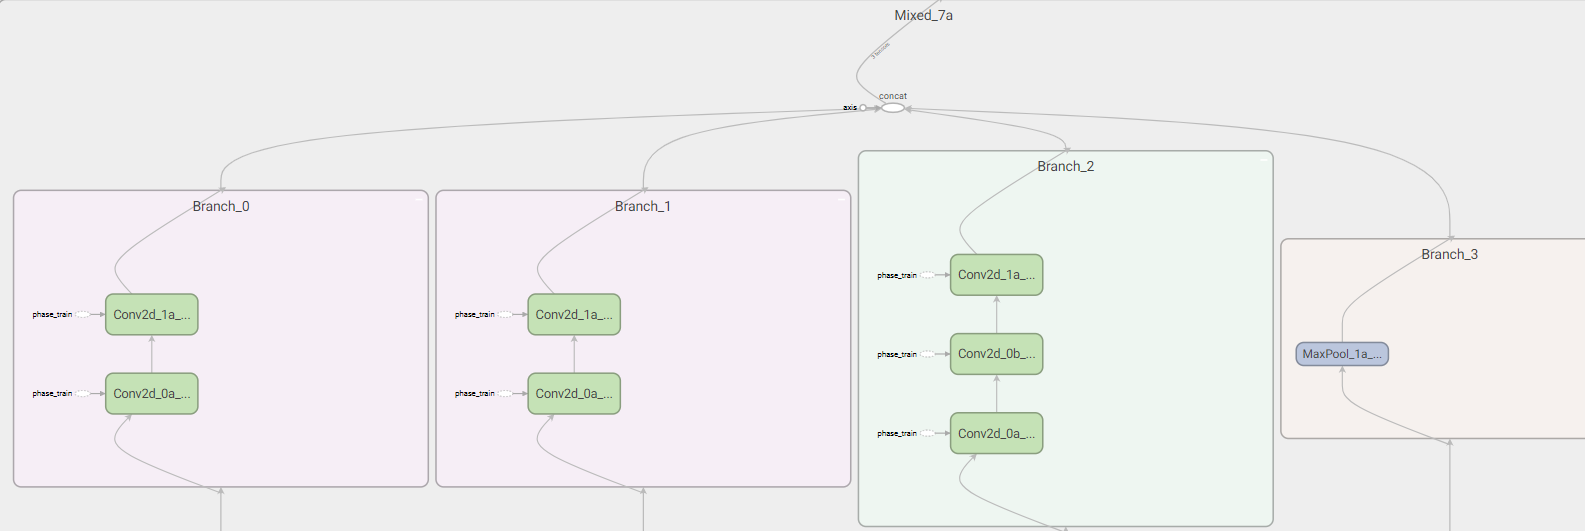 Mixed_7a
concat
axis
Branch_2
Branch_0
Branch_1
Branch_3
phase_train
Conv2d_1a_...
phase_train
Conv2d_1a_...
phase_train
Conv2d_1a_...
MaxPool_1a_...
phase_train
Conv2d_0b_...
phase_train
Conv2d_0a_...
phase_train
Conv2d_0a_...
phase_train
Conv2d_0a_...